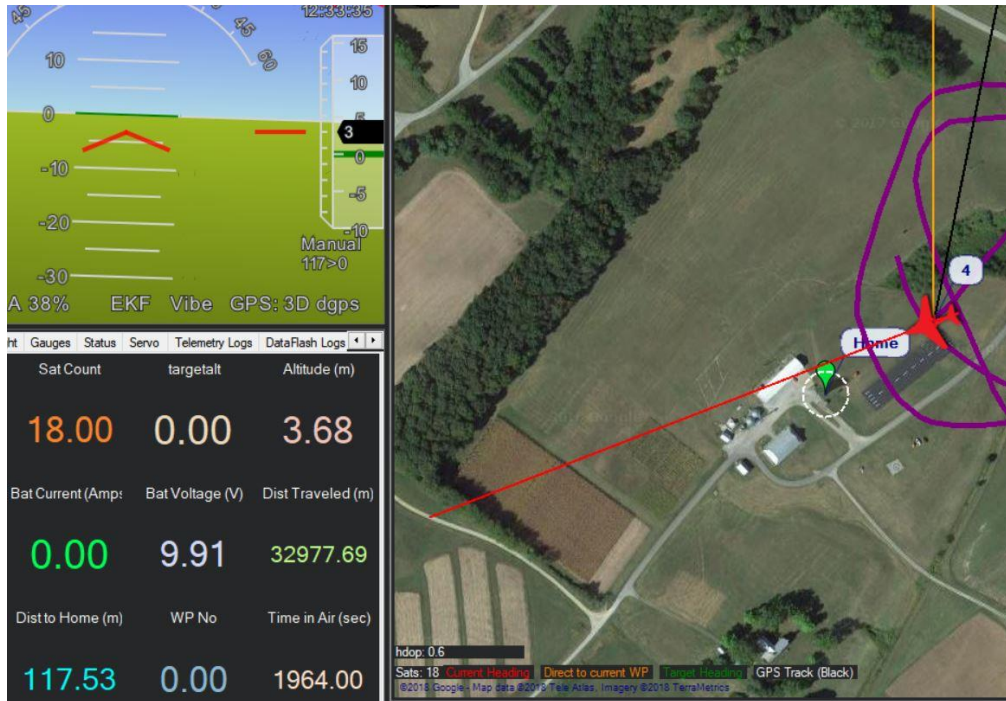 12:33:35
45
45
60
10
0
-10
-20
-30
15
10
5
3
0
-5
-10
Manual
117>0
A 38% EKF Vibe GPS: 3D dgps
ht Gauges Status Servo Telemetry Logs DataFlash Logs
Sat Count targetalt Altitude (m)
18.00 0.00 3.68
Bat Current (Amps Bat Voltage (V) Dist Traveled (m)
0.00 9.91 32977.69
Dist to Home (m) WP No Time in Air (sec)
117.53 0.00 1964.00
4
Home
hdop: 0.6
Sats: 18 Current Heading Direct to current WP Target Heading GPS Track (Black)
©2018 Google - Map data ©2018 Tele Atlas, Imagery ©2018 TerraMetrics